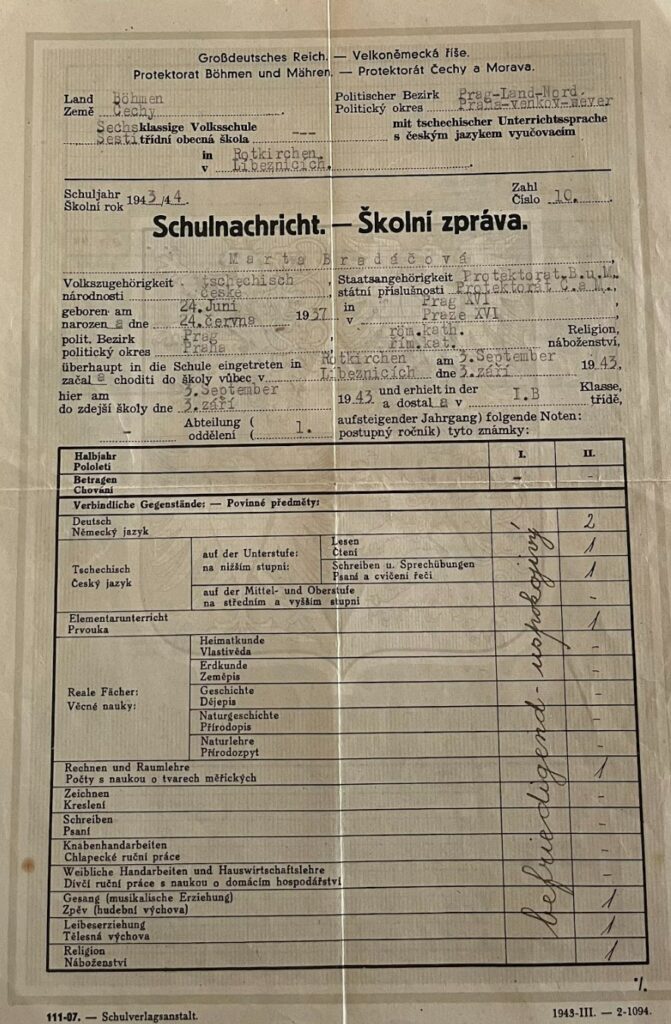 Großdeutsches Reich. — Velkoněmecká říše.
Protektorat Böhmen und Mähren. — Protektorát Čechy a Morava.
Land Böhmen Politischer Bezirk Prag-Land-Nord.
Země Čechy Politický okres Praha-venkov-
Sechsklassige Volksschule --- mit tschechischer Unterrichtssprache
Šestitřídní obecná škola s českým jazykem vyučovacím
in Rotkirchen.
v Libeznicích.
Schuljahr Zahl
Školní rok 1943/44. Číslo 10.
Schulnachricht. — Školní zpráva.
Marta Bradáčová
Volkszugehörigkeit tschechisch, Staatsangehörigkeit Protektorat.B.u.M.
národnosti české, státní příslušnosti Protektorát Č.a.M.,
geboren am 24.Juni in Prag XVI
narozen a dne 24.června 1937 v Praze XVI,
polit. Bezirk Prag röm.kath. Religion,
politický okres Praha řím.kat. náboženství,
überhaupt in die Schule eingetreten in Rotkirchen am 3.September
začal a choditi do školy vůbec v Libeznicích dne 3.září 1943,
hier am 3.September 1943 und erhielt in der I.B Klasse,
do zdejší školy dne 3.září a dostal a v třídě,
- Abteilung ( 1. aufsteigender Jahrgang) folgende Noten:
oddělení ( postupný ročník) tyto známky:
Halbjahr I. II.
Pololetí
Betragen - -
Chování
Verbindliche Gegenstände: — Povinné předměty:
Deutsch 2
Německý jazyk
Tschechisch
Český jazyk
auf der Unterstufe:
na nižším stupni:
Lesen 1
Čtení
Schreiben u. Sprechübungen 1
Psaní a cvičení řeči
auf der Mittel- und Oberstufe -
na středním a vyšším stupni
Elementarunterricht 1
Prvouka
Reale Fächer:
Věcné nauky:
Heimatkunde -
Vlastivěda
Erdkunde -
Zeměpis
Geschichte -
Dějepis
Naturgeschichte -
Přírodopis
Naturlehre -
Přírodozpyt
Rechnen und Raumlehre 1
Počty s naukou o tvarech měřických
Zeichnen -
Kreslení
Schreiben -
Psaní
Knabenhandarbeiten -
Chlapecké ruční práce
Weibliche Handarbeiten und Hauswirtschaftslehre -
Dívčí ruční práce s naukou o domácím hospodářství
Gesang (musikalische Erziehung) 1
Zpěv (hudební výchova)
Leibeserziehung 1
Tělesná výchova
Religion 1
Náboženství
befriedigend - uspokojivý
·/.
111-07. — Schulverlagsanstalt. 1943-III. — 2-1094.